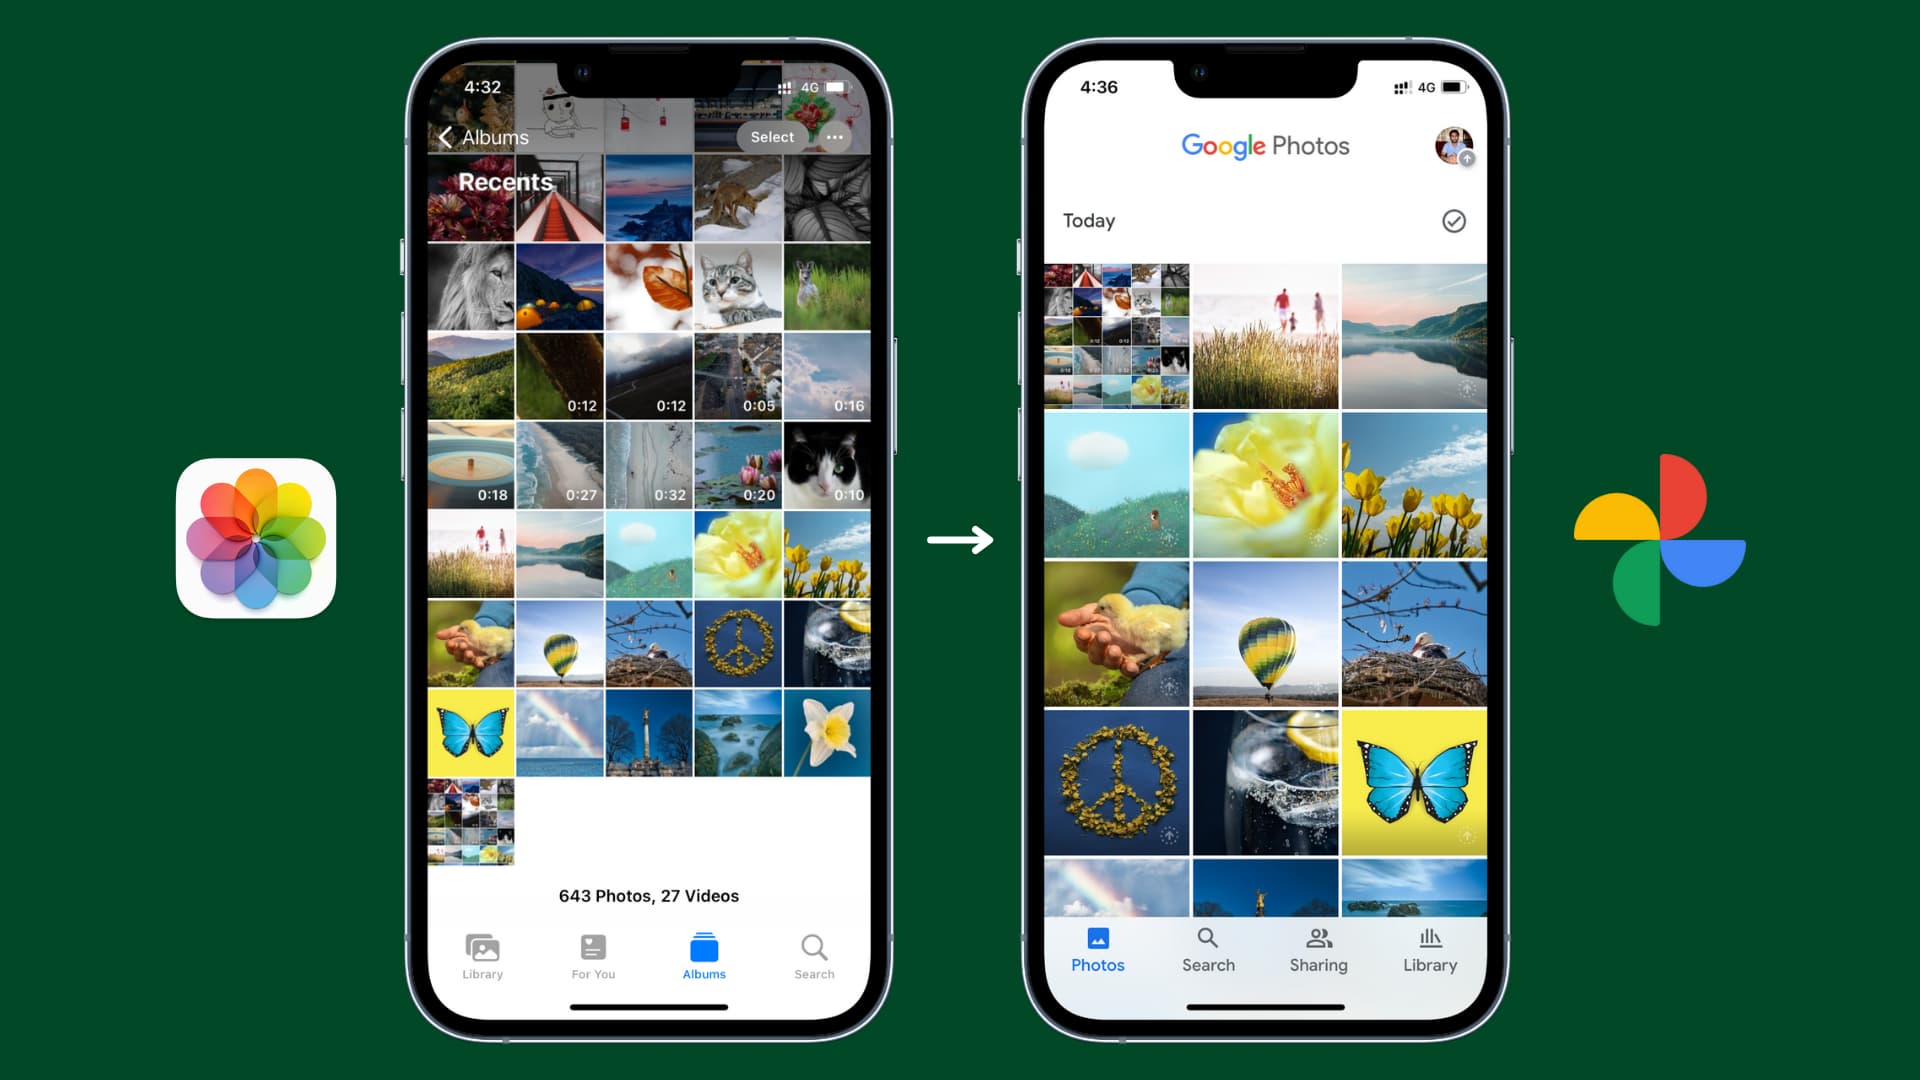 4:32
4G
Albums
Select
Recents
0:12
0:12
0:05
0:16
0:18
0:27
0:32
0:20
0:10
643 Photos, 27 Videos
Library
For You
Albums
Search
4:36
4G
Google Photos
Today
Photos
Search
Sharing
Library